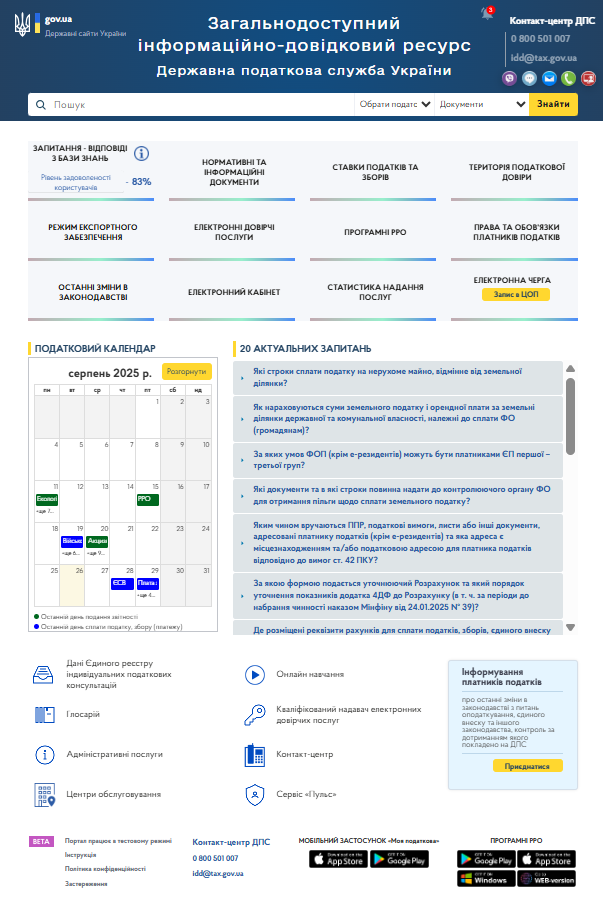 gov.ua
Державні сайти України
Загальнодоступний
інформаційно-довідковий ресурс
Державна податкова служба України
3
Контакт-центр ДПС
0 800 501 007
idd@tax.gov.ua
Пошук
Обрати податс
Документи
Знайти
ЗАПИТАННЯ - ВІДПОВІДІ
З БАЗИ ЗНАНЬ
Рівень задоволеності
користувачів
- 83%
НОРМАТИВНІ ТА
ІНФОРМАЦІЙНІ
ДОКУМЕНТИ
СТАВКИ ПОДАТКІВ ТА
ЗБОРІВ
ТЕРИТОРІЯ ПОДАТКОВОЇ
ДОВІРИ
РЕЖИМ ЕКСПОРТНОГО
ЗАБЕЗПЕЧЕННЯ
ЕЛЕКТРОННІ ДОВІРЧІ
ПОСЛУГИ
ПРОГРАМНІ РРО
ПРАВА ТА ОБОВ'ЯЗКИ
ПЛАТНИКІВ ПОДАТКІВ
ОСТАННІ ЗМІНИ В
ЗАКОНОДАВСТВІ
ЕЛЕКТРОННИЙ КАБІНЕТ
СТАТИСТИКА НАДАННЯ
ПОСЛУГ
ЕЛЕКТРОННА ЧЕРГА
Запис в ЦОП
ПОДАТКОВИЙ КАЛЕНДАР
серпень 2025 р.
Розгорнути
пн вт ср чт пт сб нд
1 2 3
4 5 6 7 8 9 10
11 12 13 14 15 16 17
Екологі
РРО
+ще 7...
18 19 20 21 22 23 24
Військ
Акциз
+ще 6...
+ще 9...
25 26 27 28 29 30 31
ЄСВ
Плата з
+ще 4...
Останній день подання звітності
Останній день сплати податку, збору (платежу)
20 АКТУАЛЬНИХ ЗАПИТАНЬ
Які строки сплати податку на нерухоме майно, відмінне від земельної
ділянки?
Як нараховуються суми земельного податку і орендної плати за земельні
ділянки державної та комунальної власності, належні до сплати ФО
(громадянам)?
За яких умов ФОП (крім е-резидентів) можуть бути платниками ЄП першої –
третьої груп?
Які документи та в які строки повинна надати до контролюючого органу ФО
для отримання пільги щодо сплати земельного податку?
Яким чином вручаються ППР, податкові вимоги, листи або інші документи,
адресовані платнику податків (крім е-резидентів) та яка адреса є
місцезнаходженням та/або податковою адресою для платника податків
відповідно до вимог ст. 42 ПКУ?
За якою формою подається уточнюючий Розрахунок та який порядок
уточнення показників додатка 4ДФ до Розрахунку (в т. ч. за періоди до
набрання чинності наказом Мінфіну від 24.01.2025 № 39)?
Де розміщені реквізити рахунків для сплати податків, зборів, єдиного внеску
Дані Єдиного реєстру
індивідуальних податкових
консультацій
Глосарій
Адміністративні послуги
Центри обслуговування
Онлайн навчання
Кваліфікований надавач електронних
довірчих послуг
Контакт-центр
Сервіс «Пульс»
Інформування
платників податків
про останні зміни в
законодавстві з питань
оподаткування, єдиного
внеску та іншого
законодавства, контроль за
дотриманням якого
покладено на ДПС
Приєднатися
BETA
Портал працює в тестовому режимі
Інструкція
Політика конфіденційності
Застереження
Контакт-центр ДПС
0 800 501 007
idd@tax.gov.ua
МОБІЛЬНИЙ ЗАСТОСУНОК «Моя податкова»
App Store
Google Play
ПРОГРАМНІ РРО
Google Play
App Store
Windows
WEB-version